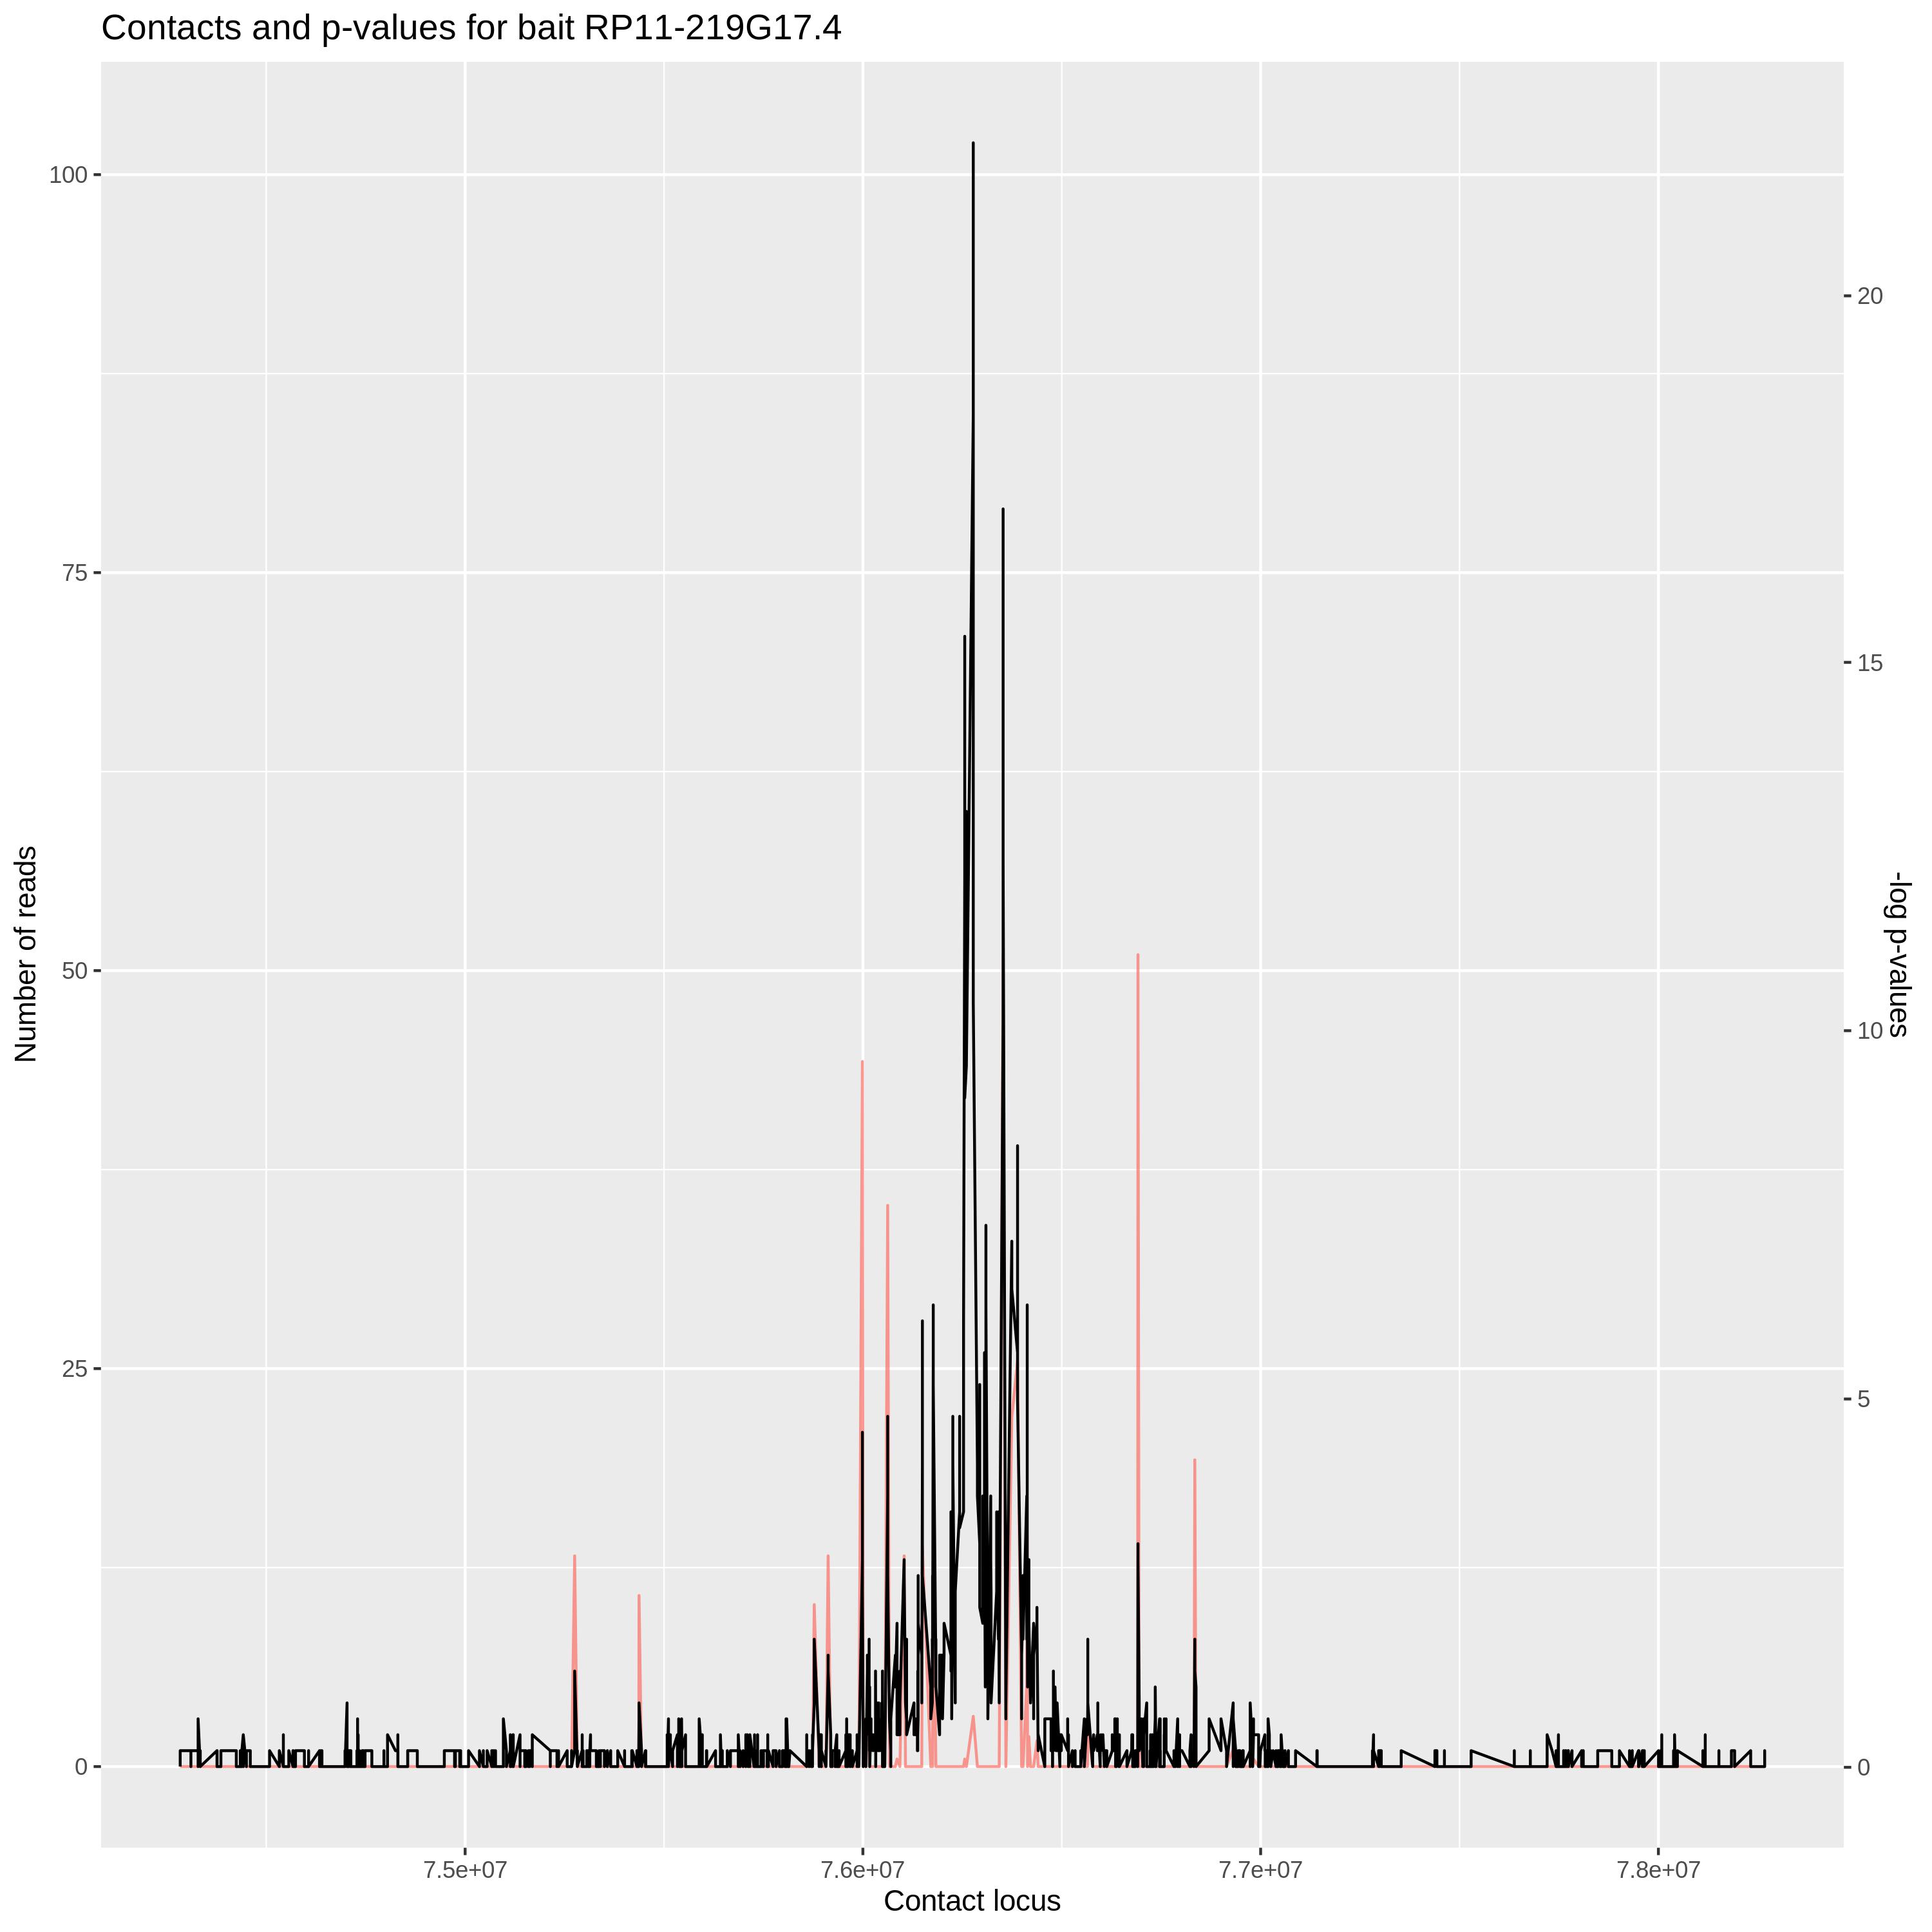 Contacts and p-values for bait RP11-219G17.4
100
75
50
25
0
Number of reads
20
15
10
5
0
-log p-values
7.5e+07
7.6e+07
7.7e+07
7.8e+07
Contact locus